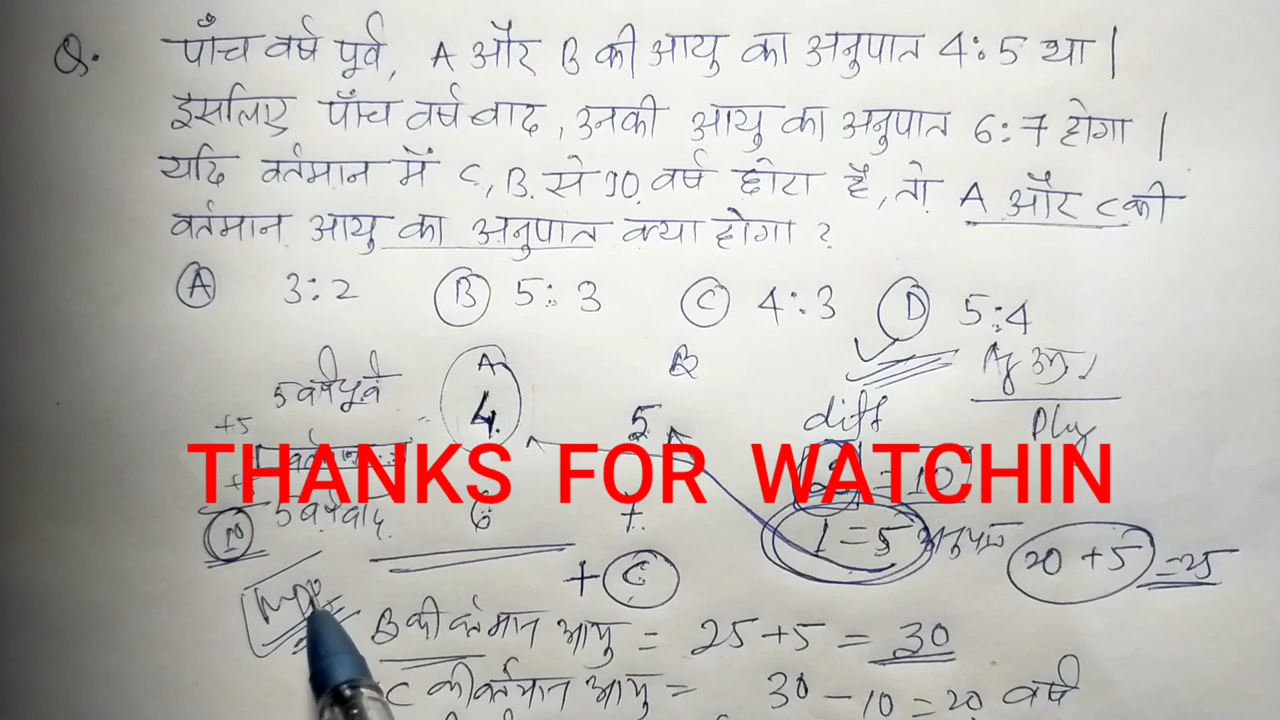 Q. पाँच वर्ष पूर्व, A और B की आयु का अनुपात 4:5 था |
इसलिए पाँच वर्ष बाद, उनकी आयु का अनुपात 6:7 होगा |
यदि वर्तमान में C, B से 10 वर्ष छोटा है, तो A और C की
वर्तमान आयु का अनुपात क्या होगा ?
(A) 3:2 (B) 5:3 (C) 4:3 (D) 5:4
5 वर्ष पूर्व A B
4 5 diff
+5
THANKS FOR WATCHIN
= 10
10 5 वर्ष बाद 6 7 1 = 5 20 + 5 = 25
+ C
B की वर्तमान आयु = 25 + 5 = 30
C की वर्तमान आयु = 30 - 10 = 20 वर्ष